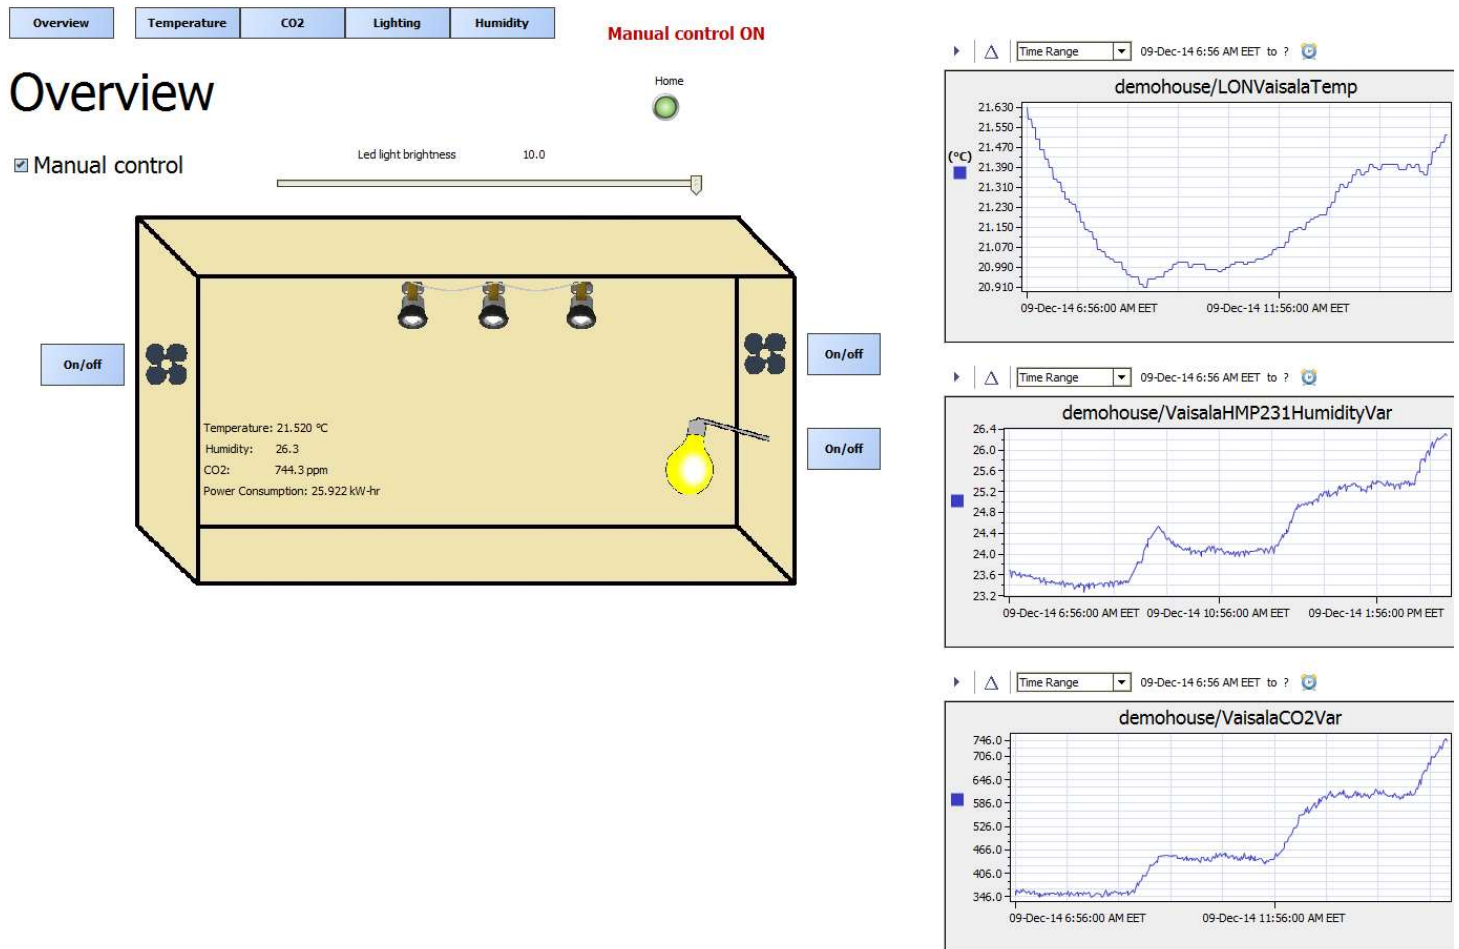 Overview Temperature CO2 Lighting Humidity
Manual control ON
Overview
Home
Manual control
Led light brightness 10.0
On/off
On/off
On/off
Temperature: 21.520 °C
Humidity: 26.3
CO2: 744.3 ppm
Power Consumption: 25.922 kW-hr
Time Range 09-Dec-14 6:56 AM EET to ?
demohouse/LONVaisalaTemp
(°C)
21.630
21.550
21.470
21.390
21.310
21.230
21.150
21.070
20.990
20.910
09-Dec-14 6:56:00 AM EET 09-Dec-14 11:56:00 AM EET
Time Range 09-Dec-14 6:56 AM EET to ?
demohouse/VaisalaHMP231HumidityVar
26.4
26.0
25.6
25.2
24.8
24.4
24.0
23.6
23.2
09-Dec-14 6:56:00 AM EET 09-Dec-14 10:56:00 AM EET 09-Dec-14 1:56:00 PM EET
Time Range 09-Dec-14 6:56 AM EET to ?
demohouse/VaisalaCO2Var
746.0
706.0
646.0
586.0
526.0
466.0
406.0
346.0
09-Dec-14 6:56:00 AM EET 09-Dec-14 11:56:00 AM EET